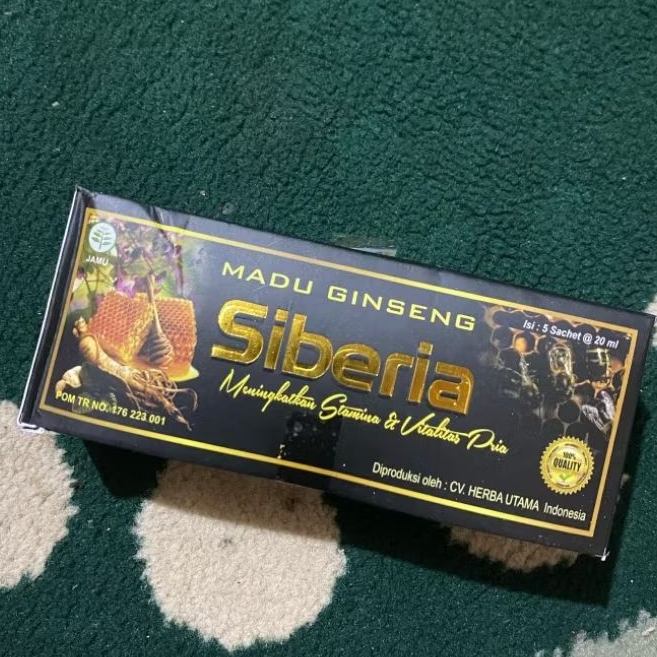 JAMU
MADU GINSENG
Isi : 5 Sachet @ 20 ml
Siberia
Meningkatkan Stamina & Vitalitas Pria
POM TR NO. 176 223 001
100%
QUALITY
Diproduksi oleh : CV. HERBA UTAMA Indonesia